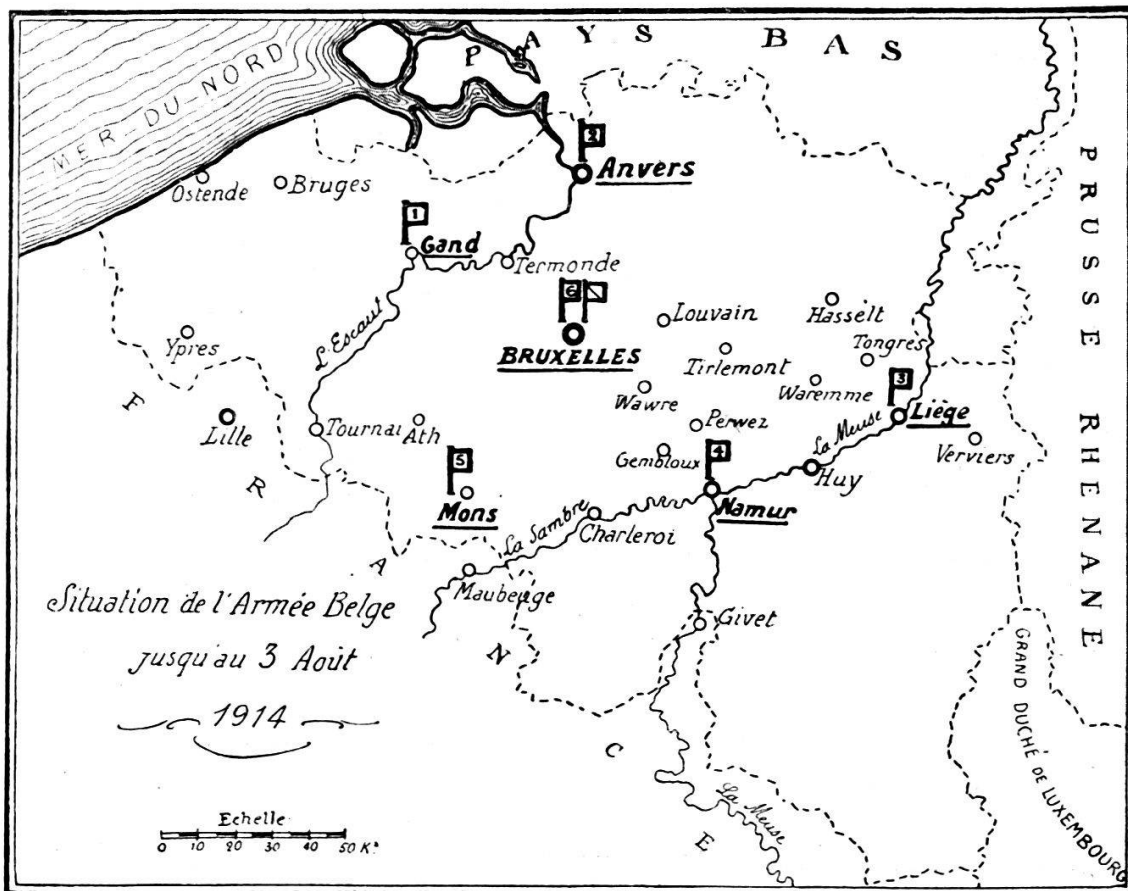 PAYS BAS
MER DU NORD
2
Anvers
Ostende
Bruges
1
Gand
Termonde
PRUSSE RHENANE
6
BRUXELLES
Louvain
Hasselt
Ypres
L'Escaut
Tirlemont
Tongres
3
Wawre
Waremme
Liège
Lille
Tournai
Ath
Perwez
La Meuse
Verviers
5
Gembloux
4
Huy
Mons
Namur
La Sambre
Charleroi
FRANCE
Maubeuge
Givet
Situation de l'Armée Belge
jusqu'au 3 Août
1914
GRAND DUCHÉ DE LUXEMBOURG
La Meuse
Echelle
0 10 20 30 40 50 K.s